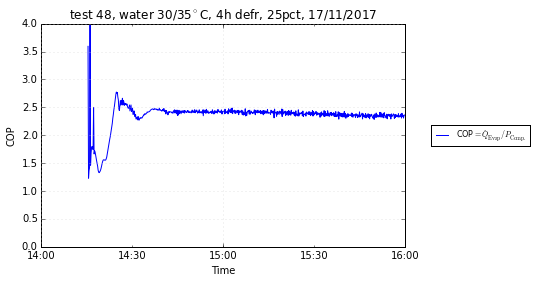 test 48, water 30/35°C, 4h defr, 25pct, 17/11/2017
4.0
3.5
3.0
2.5
2.0
1.5
1.0
0.5
0.0
COP
14:00 14:30 15:00 15:30 16:00
Time
COP = Q̇Evap/PComp.